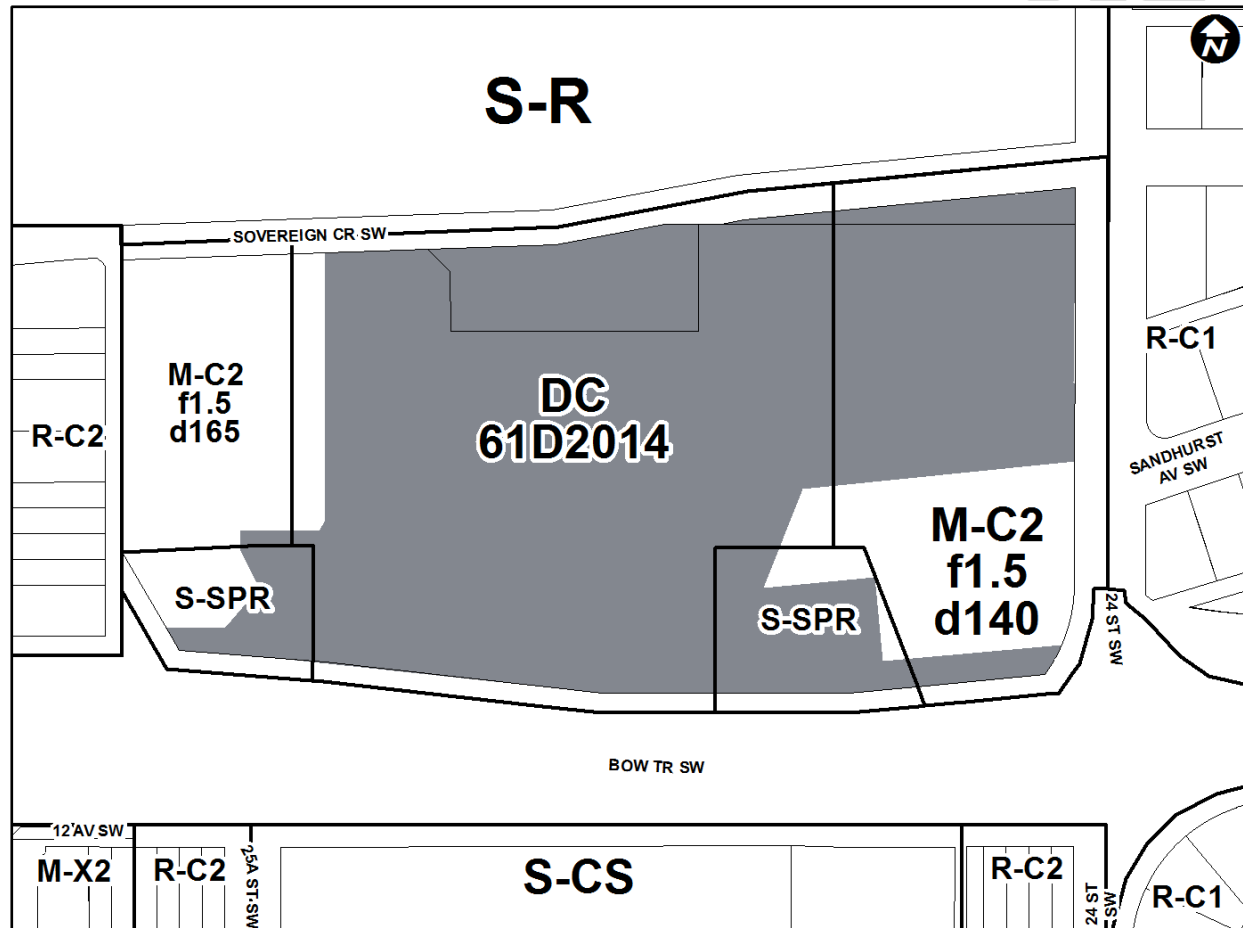 N
S-R
SOVEREIGN CR SW
R-C1
M-C2
f1.5
d165
DC
61D2014
R-C2
SANDHURST
AV SW
M-C2
f1.5
d140
S-SPR
S-SPR
24 ST SW
BOW TR SW
12 AV SW
M-X2
R-C2
25A ST SW
S-CS
R-C2
24 ST
SW
R-C1